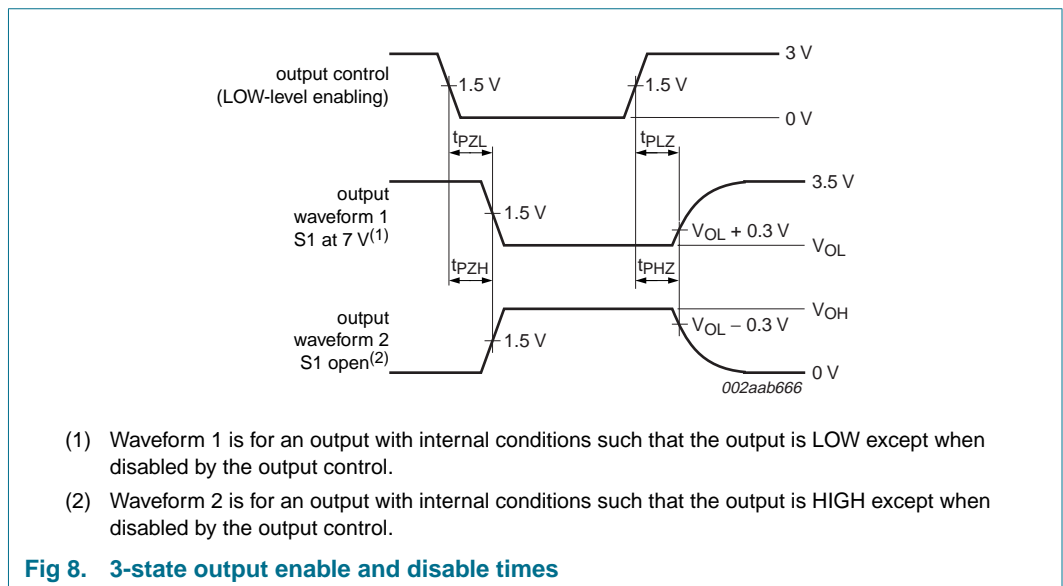 output control
(LOW-level enabling)
1.5 V
1.5 V
3 V
0 V
tPZL
tPLZ
output
waveform 1
S1 at 7 V(1)
1.5 V
3.5 V
VOL + 0.3 V
VOL
tPZH
tPHZ
output
waveform 2
S1 open(2)
1.5 V
VOH
VOL − 0.3 V
0 V
002aab666
(1) Waveform 1 is for an output with internal conditions such that the output is LOW except when
disabled by the output control.
(2) Waveform 2 is for an output with internal conditions such that the output is HIGH except when
disabled by the output control.
Fig 8. 3-state output enable and disable times